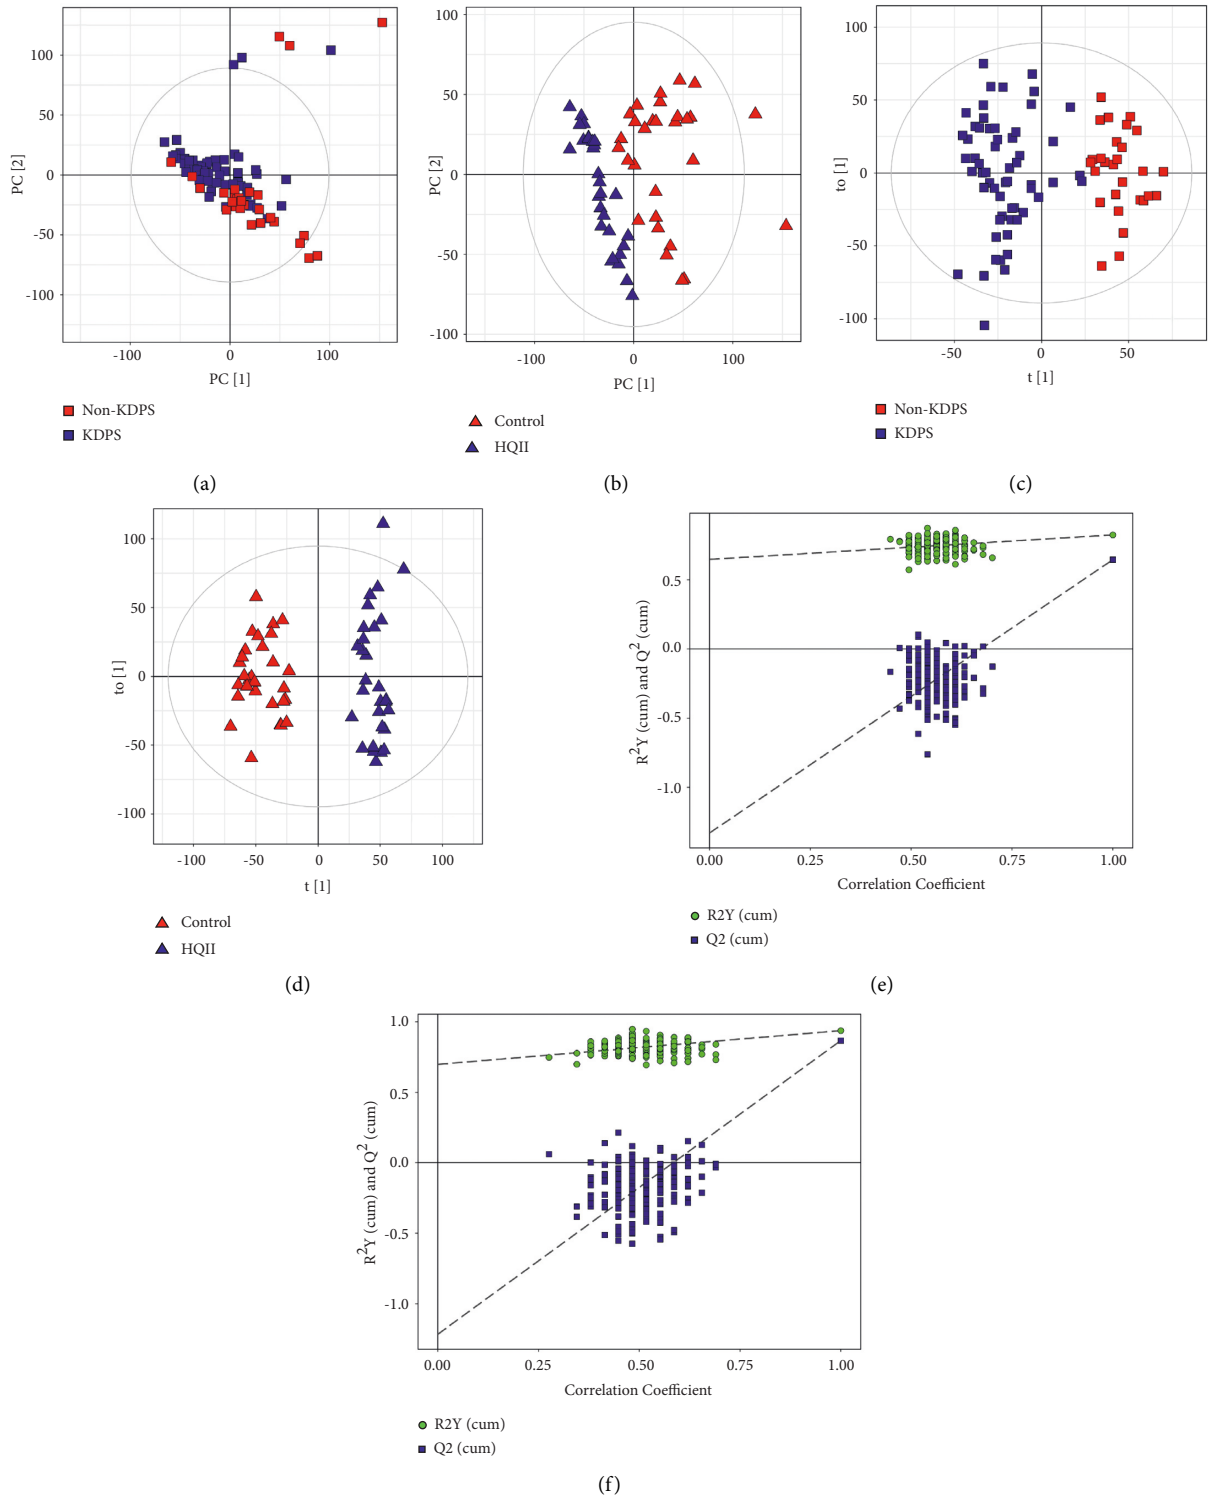 100
50
0
-50
-100
PC [2]
-100
0
100
PC [1]
Non-KDPS
KDPS
(a)
100
50
0
-50
-100
PC [2]
-100
0
100
PC [1]
Control
HQII
(b)
100
50
0
-50
-100
to [1]
-50
0
50
t [1]
Non-KDPS
KDPS
(c)
100
50
0
-50
-100
to [1]
-100
-50
0
50
100
t [1]
Control
HQII
(d)
0.5
0.0
-0.5
-1.0
R²Y (cum) and Q² (cum)
0.00
0.25
0.50
0.75
1.00
Correlation Coefficient
R2Y (cum)
Q2 (cum)
(e)
1.0
0.5
0.0
-0.5
-1.0
R²Y (cum) and Q² (cum)
0.00
0.25
0.50
0.75
1.00
Correlation Coefficient
R2Y (cum)
Q2 (cum)
(f)